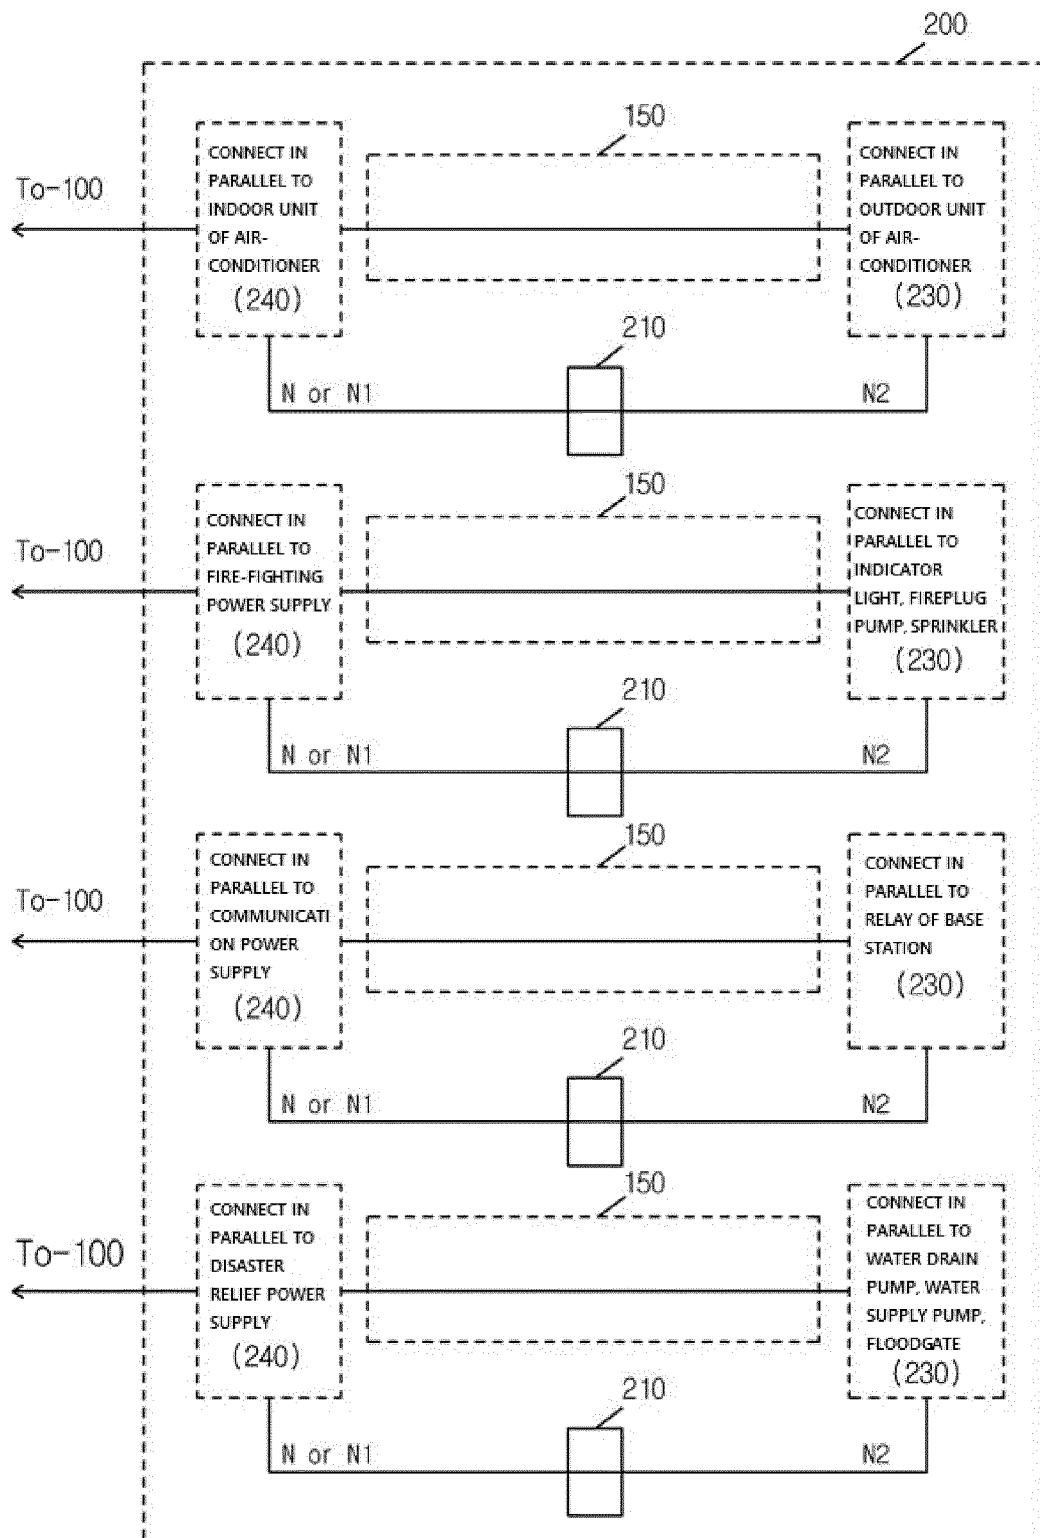 200
150
CONNECT IN
PARALLEL TO
INDOOR UNIT
OF AIR-
CONDITIONER
(240)
CONNECT IN
PARALLEL TO
OUTDOOR UNIT
OF AIR-
CONDITIONER
(230)
To-100
210
N or N1
N2
150
CONNECT IN
PARALLEL TO
FIRE-FIGHTING
POWER SUPPLY
(240)
CONNECT IN
PARALLEL TO
INDICATOR
LIGHT, FIREPLUG
PUMP, SPRINKLER
(230)
To-100
210
N or N1
N2
150
CONNECT IN
PARALLEL TO
COMMUNICATI
ON POWER
SUPPLY
(240)
CONNECT IN
PARALLEL TO
RELAY OF BASE
STATION
(230)
To-100
210
N or N1
N2
150
CONNECT IN
PARALLEL TO
DISASTER
RELIEF POWER
SUPPLY
(240)
CONNECT IN
PARALLEL TO
WATER DRAIN
PUMP, WATER
SUPPLY PUMP,
FLOODGATE
(230)
To-100
210
N or N1
N2